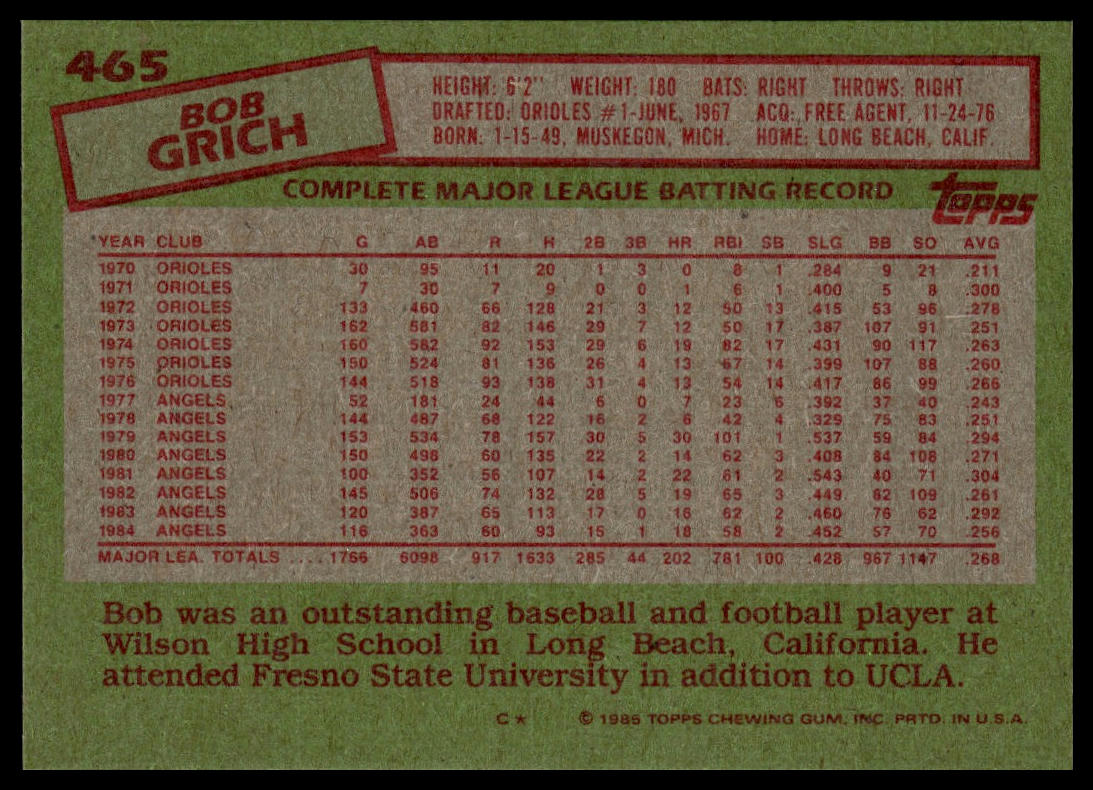 465
BOB
GRICH
HEIGHT: 6'2" WEIGHT: 180 BATS: RIGHT THROWS: RIGHT
DRAFTED: ORIOLES #1-JUNE, 1967 ACQ: FREE AGENT, 11-24-76
BORN: 1-15-49, MUSKEGON, MICH. HOME: LONG BEACH, CALIF.
COMPLETE MAJOR LEAGUE BATTING RECORD
topps
YEAR CLUB G AB R H 2B 3B HR RBI SB SLG BB SO AVG
1970 ORIOLES 30 95 11 20 1 3 0 8 1 .284 9 21 .211
1971 ORIOLES 7 30 7 9 0 0 1 6 1 .400 5 8 .300
1972 ORIOLES 133 460 66 128 21 3 12 50 13 .415 53 96 .278
1973 ORIOLES 162 581 82 146 29 7 12 50 17 .387 107 91 .251
1974 ORIOLES 160 582 92 153 29 6 19 82 17 .431 90 117 .263
1975 ORIOLES 150 524 81 136 26 4 13 67 14 .399 107 88 .260
1976 ORIOLES 144 518 93 138 31 4 13 54 14 .417 86 99 .266
1977 ANGELS 52 181 24 44 6 0 7 23 6 .392 37 40 .243
1978 ANGELS 144 487 68 122 16 2 6 42 4 .329 75 83 .251
1979 ANGELS 153 534 78 157 30 5 30 101 1 .537 59 84 .294
1980 ANGELS 150 498 60 135 22 2 14 62 3 .408 84 108 .271
1981 ANGELS 100 352 56 107 14 2 22 61 2 .543 40 71 .304
1982 ANGELS 145 506 74 132 28 5 19 65 3 .449 82 109 .261
1983 ANGELS 120 387 65 113 17 0 16 62 2 .460 76 62 .292
1984 ANGELS 116 363 60 93 15 1 18 58 2 .452 57 70 .256
MAJOR LEA. TOTALS .... 1766 6098 917 1633 285 44 202 781 100 .428 967 1147 .268
Bob was an outstanding baseball and football player at
Wilson High School in Long Beach, California. He
attended Fresno State University in addition to UCLA.
C★ © 1985 TOPPS CHEWING GUM, INC. PRTD. IN U.S.A.